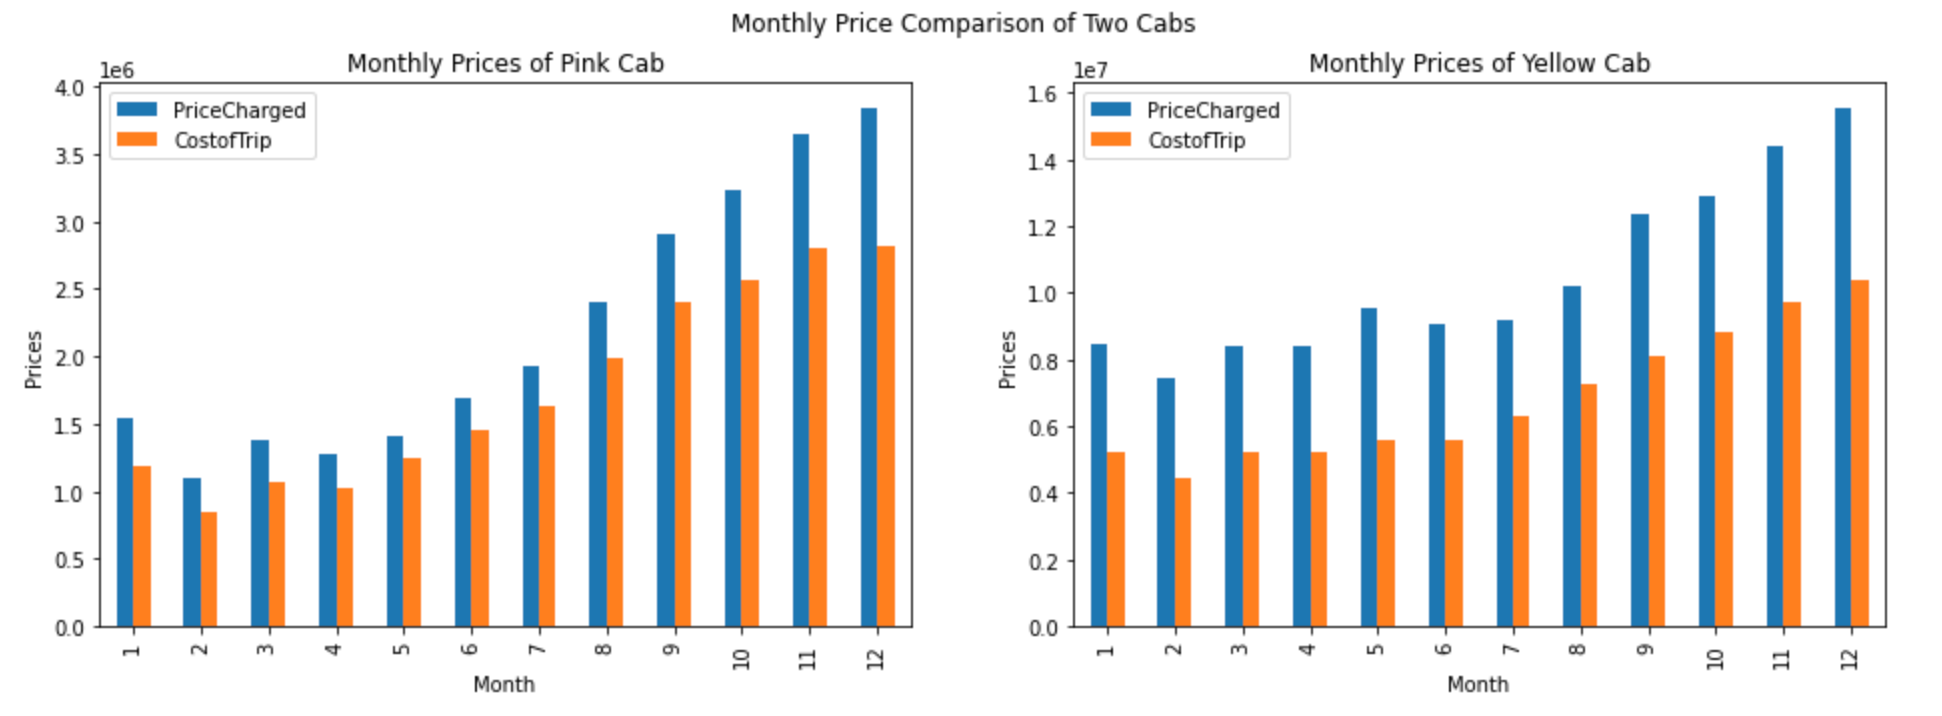 Monthly Price Comparison of Two Cabs
Monthly Prices of Pink Cab
1e6
4.0
3.5
3.0
2.5
2.0
1.5
1.0
0.5
0.0
Prices
PriceCharged
CostofTrip
1 2 3 4 5 6 7 8 9 10 11 12
Month
Monthly Prices of Yellow Cab
1e7
1.6
1.4
1.2
1.0
0.8
0.6
0.4
0.2
0.0
Prices
PriceCharged
CostofTrip
1 2 3 4 5 6 7 8 9 10 11 12
Month